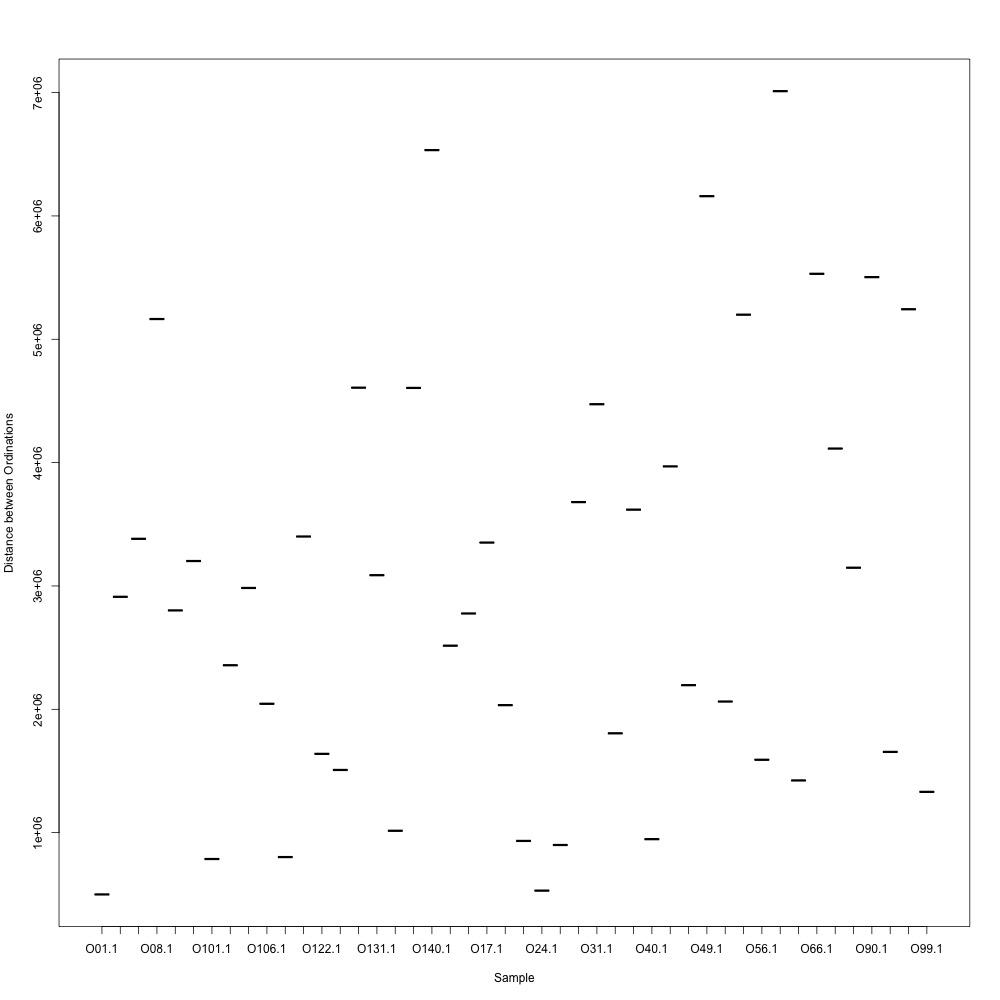 Distance between Ordinations
7e+06
6e+06
5e+06
4e+06
3e+06
2e+06
1e+06
O01.1 O08.1 O101.1 O106.1 O122.1 O131.1 O140.1 O17.1 O24.1 O31.1 O40.1 O49.1 O56.1 O66.1 O90.1 O99.1
Sample